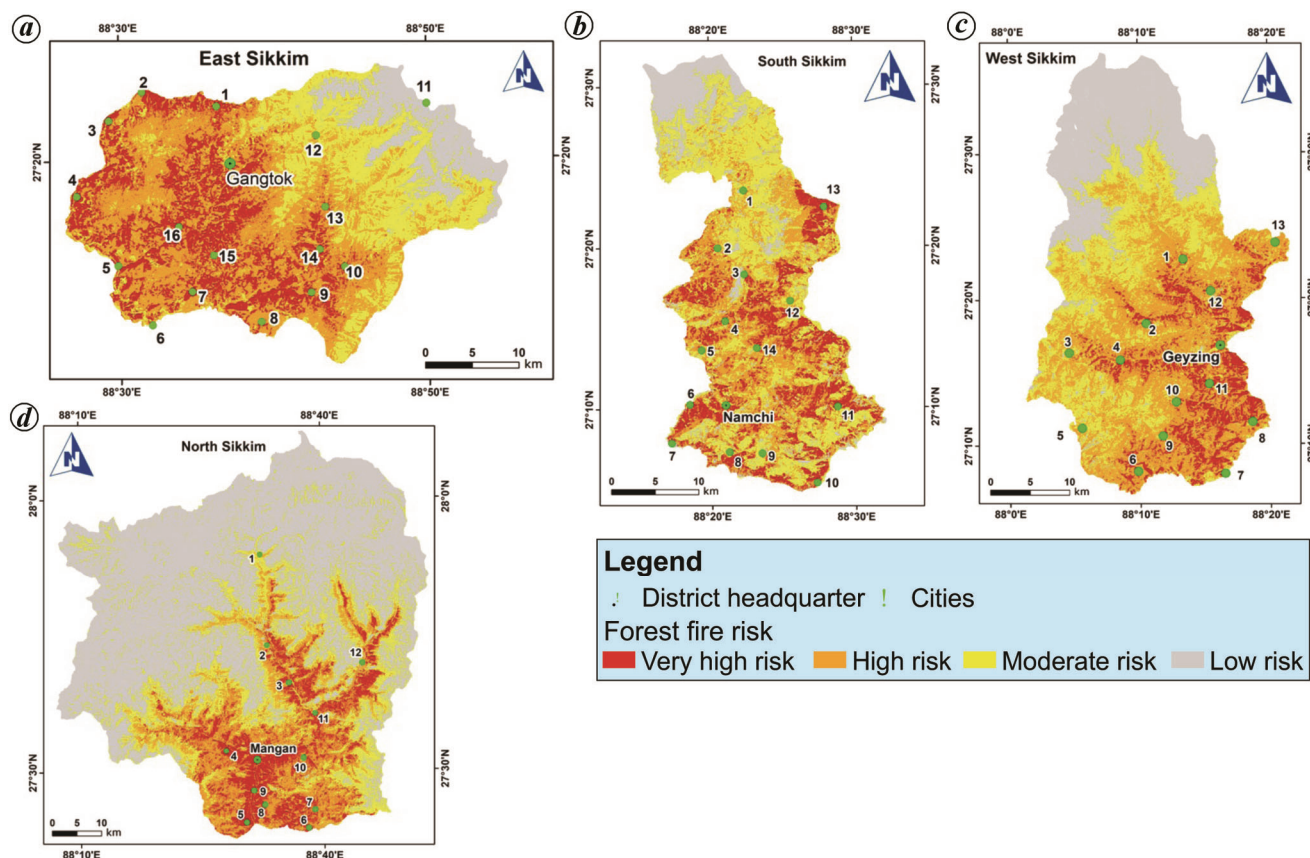 a
88°30'E 88°50'E
East Sikkim
N
2
1
11
3
12
27°20'N
27°20'N
Gangtok
4
13
16
15
14
10
5
7
9
8
6
0 5 10
km
88°30'E 88°50'E
b
88°20'E 88°30'E
South Sikkim
N
27°30'N
27°30'N
1
13
2
27°20'N
27°20'N
3
12
4
5
14
6
Namchi
11
27°10'N
27°10'N
7
8
9
10
0 5 10
km
88°20'E 88°30'E
c
88°0'E 88°10'E 88°20'E
West Sikkim
N
27°30'N
27°30'N
13
1
12
27°20'N
27°20'N
2
3
4
Geyzing
11
10
5
9
8
27°10'N
6
7
0 5 10
km
88°0'E 88°10'E 88°20'E
d
88°10'E 88°40'E
N
North Sikkim
28°0'N
28°0'N
1
2
12
3
11
4
Mangan
10
27°30'N
27°30'N
9
8
7
5
6
0 5 10
km
88°10'E 88°40'E
Legend
District headquarter ! Cities
Forest fire risk
Very high risk High risk Moderate risk Low risk